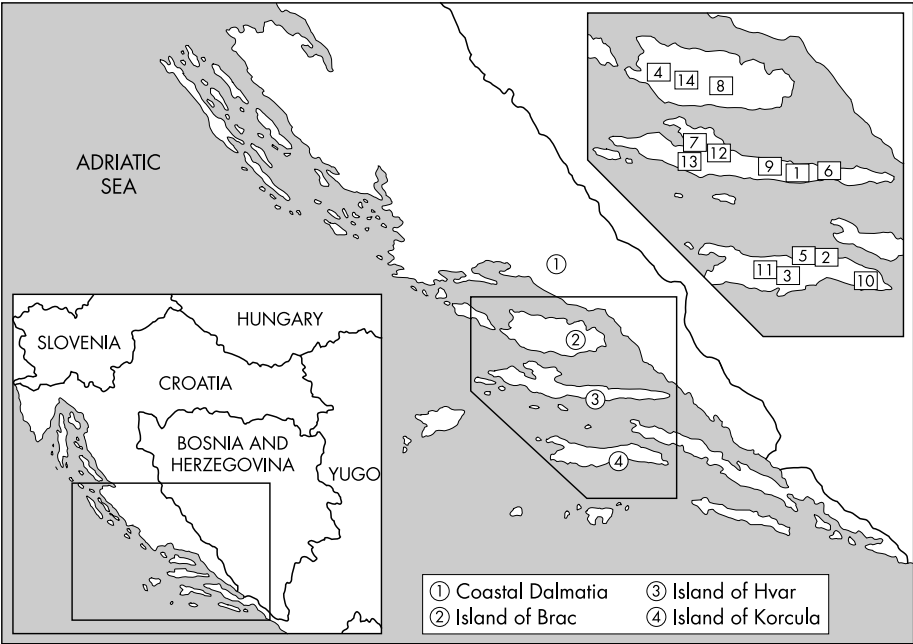 ADRIATIC
SEA
1
2
3
4
4
14
8
7
12
13
9
1
6
5
2
11
3
10
SLOVENIA
HUNGARY
CROATIA
BOSNIA AND
HERZEGOVINA
YUGO
① Coastal Dalmatia
② Island of Brac
③ Island of Hvar
④ Island of Korcula